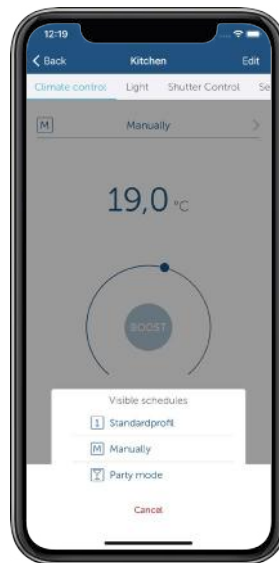 12:19
Back Kitchen Edit
Climate control Light Shutter Control Se
M Manually
19,0 °C
BOOST
Visible schedules
1 Standardprofil
M Manually
Party mode
Cancel